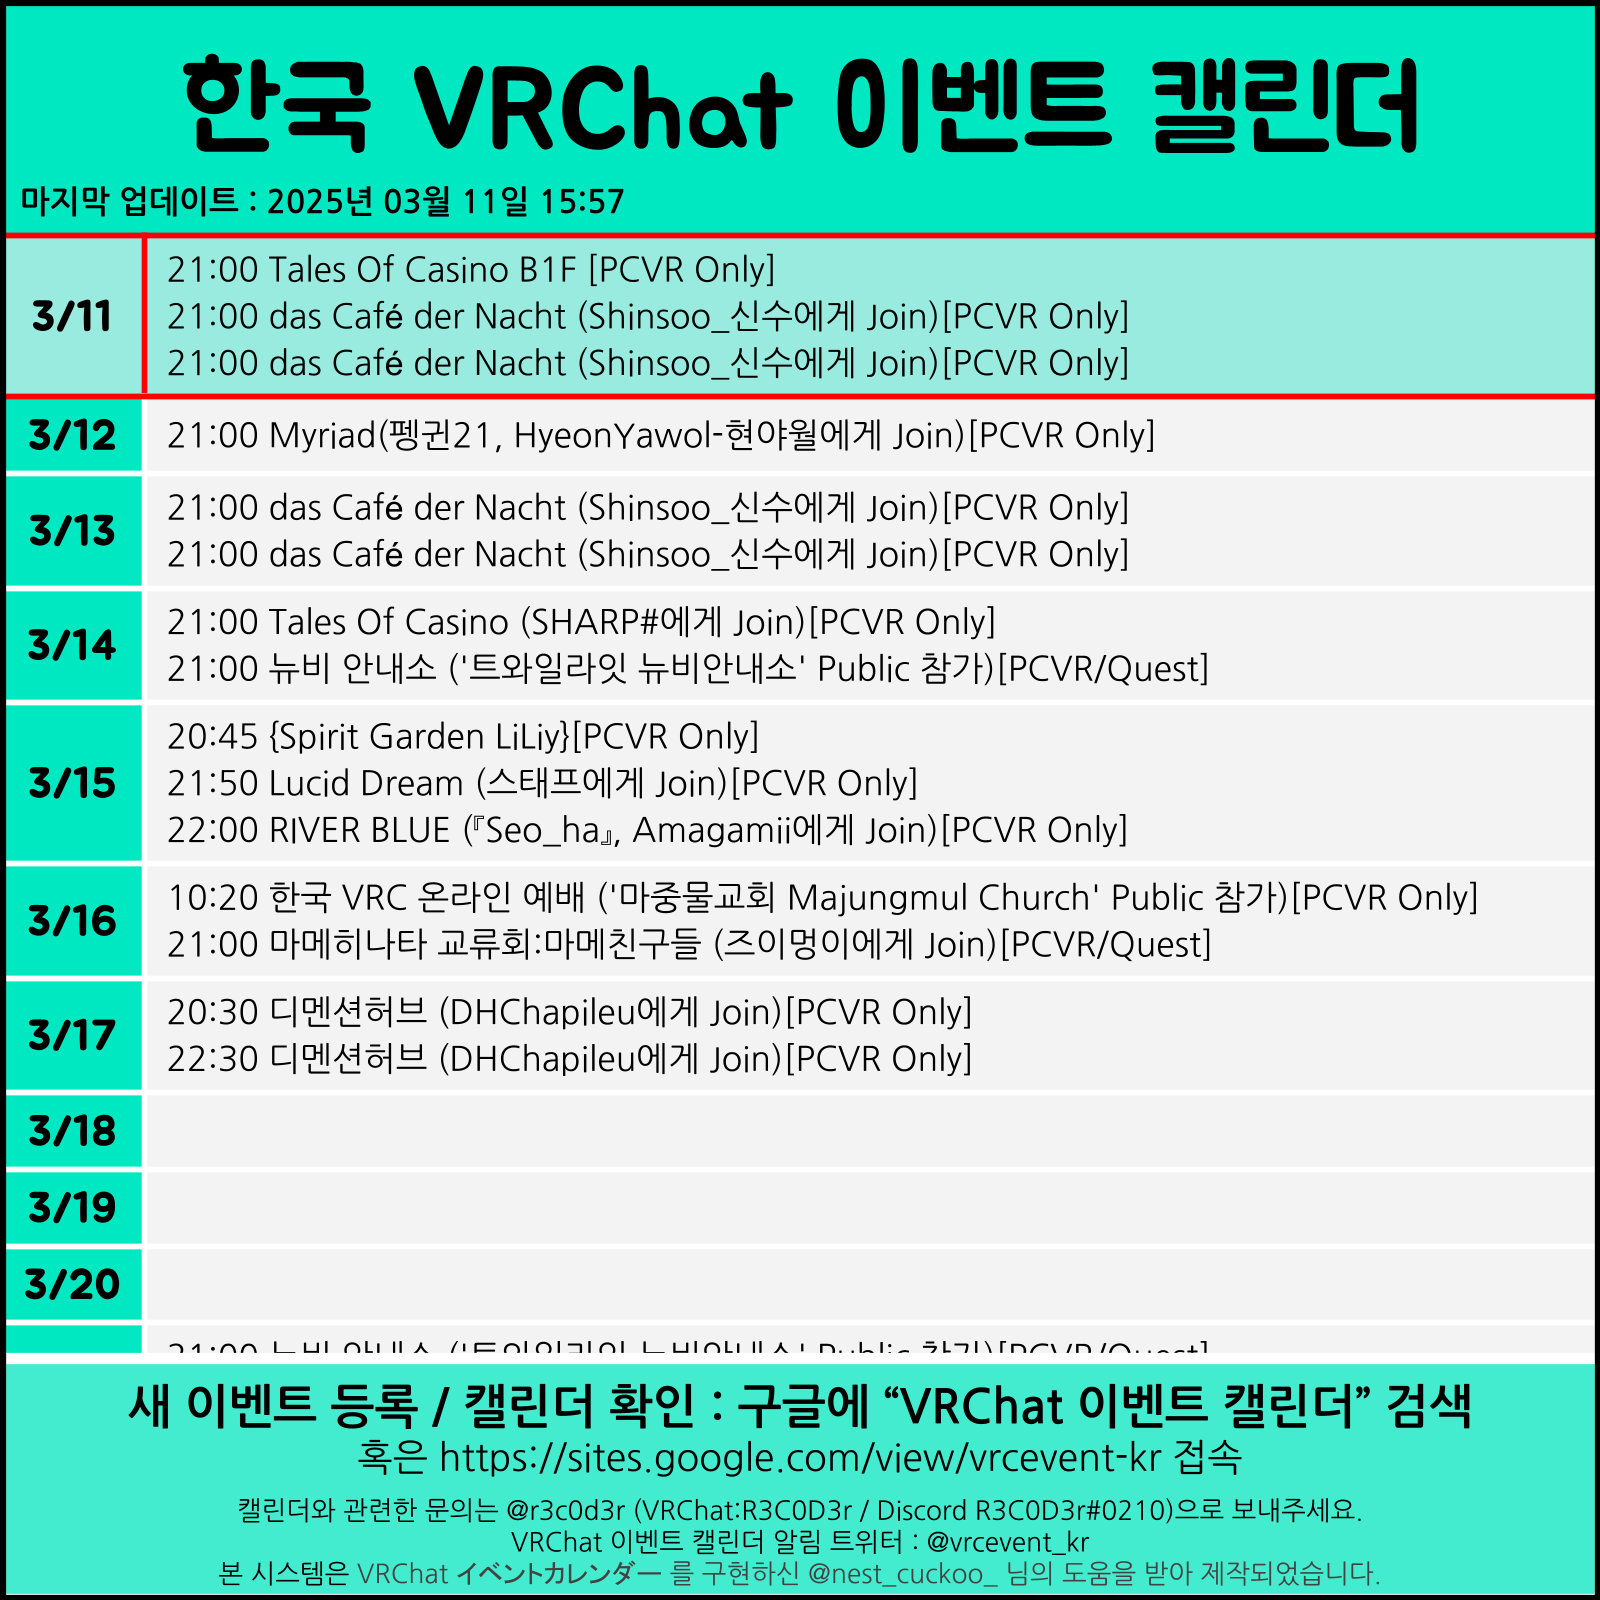 한국 VRChat 이벤트 캘린더
마지막 업데이트 : 2025년 03월 11일 15:57
3/11
21:00 Tales Of Casino B1F [PCVR Only]
21:00 das Café der Nacht (Shinsoo_신수에게 Join)[PCVR Only]
21:00 das Café der Nacht (Shinsoo_신수에게 Join)[PCVR Only]
3/12
21:00 Myriad(펭귄21, HyeonYawol-현야월에게 Join)[PCVR Only]
3/13
21:00 das Café der Nacht (Shinsoo_신수에게 Join)[PCVR Only]
21:00 das Café der Nacht (Shinsoo_신수에게 Join)[PCVR Only]
3/14
21:00 Tales Of Casino (SHARP#에게 Join)[PCVR Only]
21:00 뉴비 안내소 ('트와일라잇 뉴비안내소' Public 참가)[PCVR/Quest]
3/15
20:45 {Spirit Garden LiLiy}[PCVR Only]
21:50 Lucid Dream (스태프에게 Join)[PCVR Only]
22:00 RIVER BLUE (『Seo_ha』, Amagamii에게 Join)[PCVR Only]
3/16
10:20 한국 VRC 온라인 예배 ('마중물교회 Majungmul Church' Public 참가)[PCVR Only]
21:00 마메히나타 교류회:마메친구들 (즈이멍이에게 Join)[PCVR/Quest]
3/17
20:30 디멘션허브 (DHChapileu에게 Join)[PCVR Only]
22:30 디멘션허브 (DHChapileu에게 Join)[PCVR Only]
3/18
3/19
3/20
21:00 뉴비 안내소 ('트와일라잇 뉴비안내소' Public 참가)[PCVR/Quest]
새 이벤트 등록 / 캘린더 확인 : 구글에 “VRChat 이벤트 캘린더” 검색
혹은 https://sites.google.com/view/vrcevent-kr 접속
캘린더와 관련한 문의는 @r3c0d3r (VRChat:R3C0D3r / Discord R3C0D3r#0210)으로 보내주세요.
VRChat 이벤트 캘린더 알림 트위터 : @vrcevent_kr
본 시스템은 VRChat イベントカレンダー 를 구현하신 @nest_cuckoo_ 님의 도움을 받아 제작되었습니다.